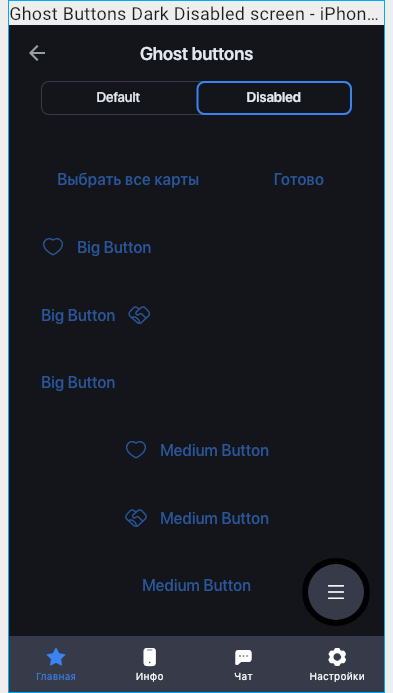 Ghost Buttons Dark Disabled screen - iPhon...
Ghost buttons
Default Disabled
Выбрать все карты Готово
Big Button
Big Button
Big Button
Medium Button
Medium Button
Medium Button
Главная Инфо Чат Настройки